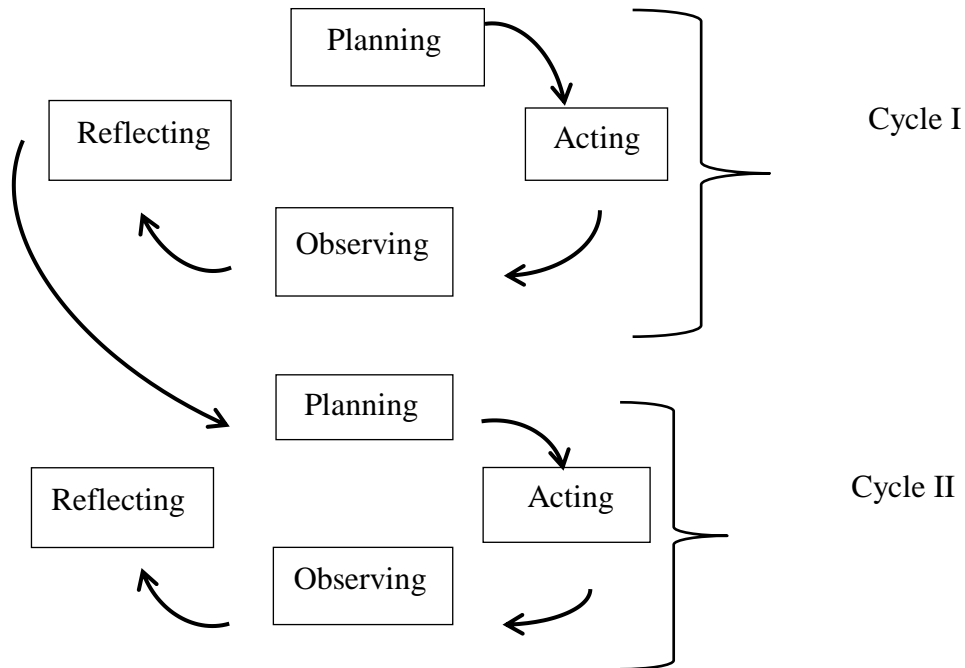 Planning
Reflecting
Acting
Cycle I
Observing
Planning
Reflecting
Acting
Cycle II
Observing